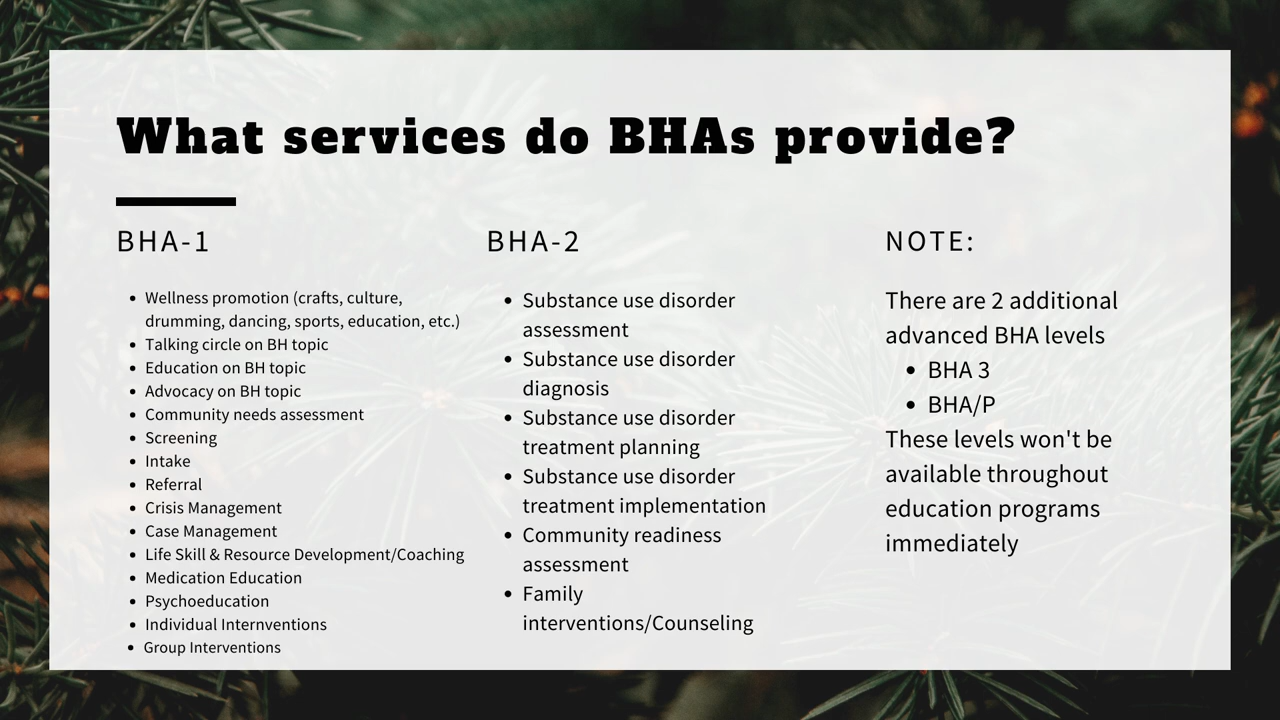 What services do BHAs provide?
BHA-1
• Wellness promotion (crafts, culture,
drumming, dancing, sports, education, etc.)
• Talking circle on BH topic
• Education on BH topic
• Advocacy on BH topic
• Community needs assessment
• Screening
• Intake
• Referral
• Crisis Management
• Case Management
• Life Skill & Resource Development/Coaching
• Medication Education
• Psychoeducation
• Individual Internventions
• Group Interventions
BHA-2
• Substance use disorder
assessment
• Substance use disorder
diagnosis
• Substance use disorder
treatment planning
• Substance use disorder
treatment implementation
• Community readiness
assessment
• Family
interventions/Counseling
NOTE:
There are 2 additional
advanced BHA levels
• BHA 3
• BHA/P
These levels won't be
available throughout
education programs
immediately